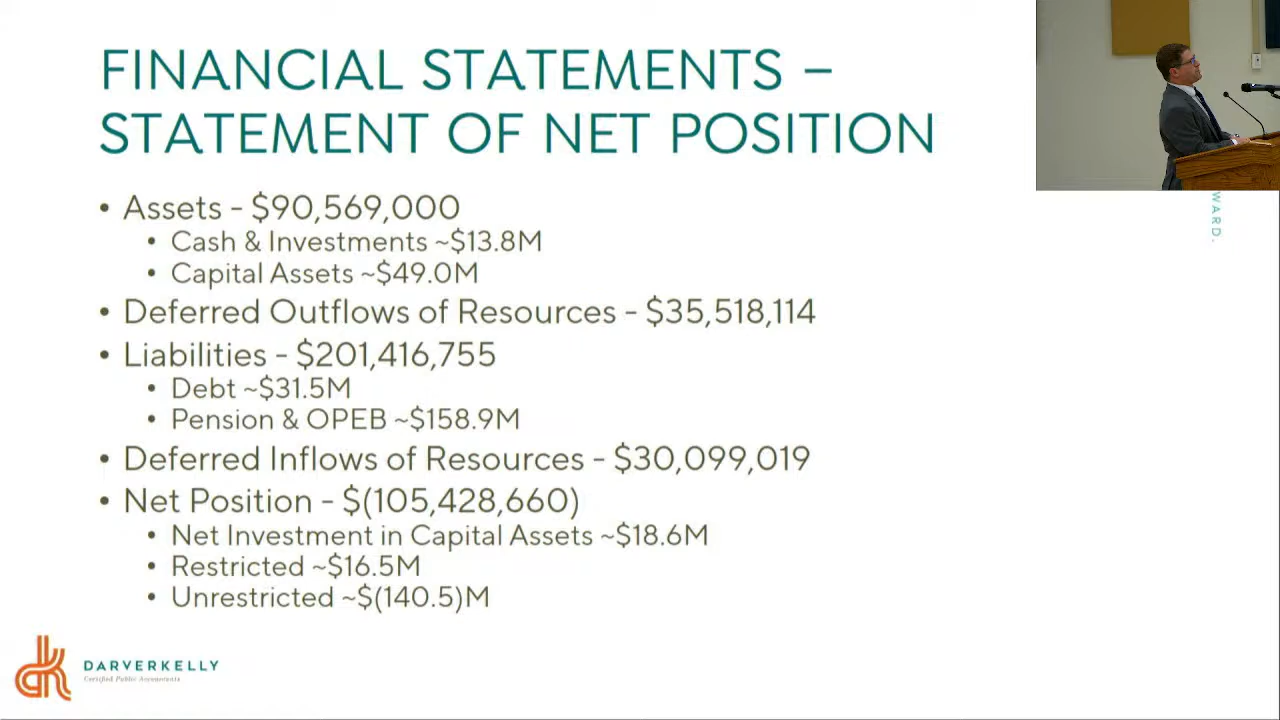 FINANCIAL STATEMENTS –
STATEMENT OF NET POSITION
• Assets - $90,569,000
• Cash & Investments ~$13.8M
• Capital Assets ~$49.0M
• Deferred Outflows of Resources - $35,518,114
• Liabilities - $201,416,755
• Debt ~$31.5M
• Pension & OPEB ~$158.9M
• Deferred Inflows of Resources - $30,099,019
• Net Position - $(105,428,660)
• Net Investment in Capital Assets ~$18.6M
• Restricted ~$16.5M
• Unrestricted ~$(140.5)M
WARD.
dk
DARVERKELLY
Certified Public Accountants